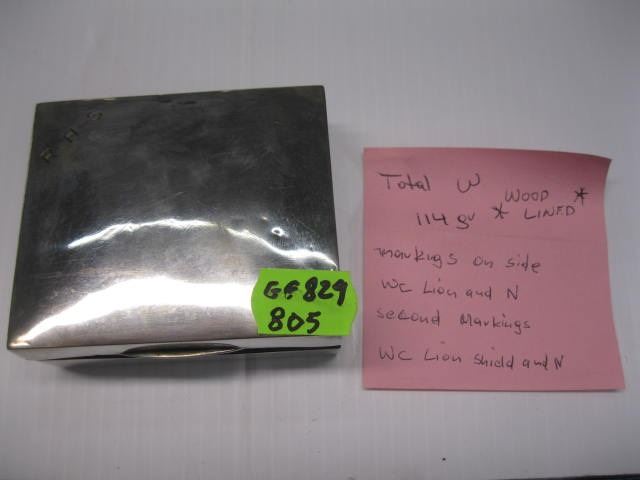 F H S
GF829
805
Total W WOOD *
114 gr * LINED
markings on side
WC Lion and N
second Markings
WC Lion Shield and N